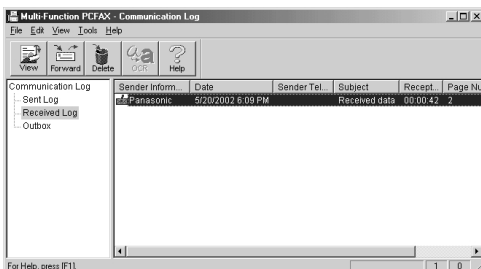 Multi-Function PCFAX - Communication Log
File Edit View Tools Help
View Forward Delete OCR Help
Communication Log
Sent Log
Received Log
Outbox
Sender Inform... Date Sender Tel... Subject Recept... Page Nu
Panasonic 5/20/2002 6:09 PM Received data 00:00:42 2
For Help, press [F1]. 1 0